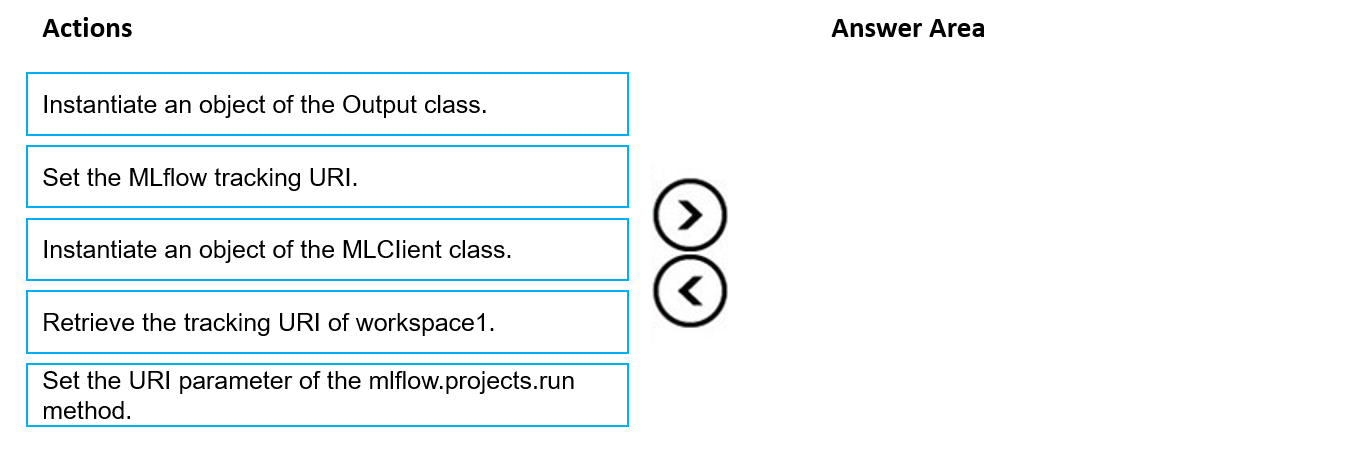 Actions
Answer Area
Instantiate an object of the Output class.
Set the MLflow tracking URI.
Instantiate an object of the MLClient class.
Retrieve the tracking URI of workspace1.
Set the URI parameter of the mlflow.projects.run
method.